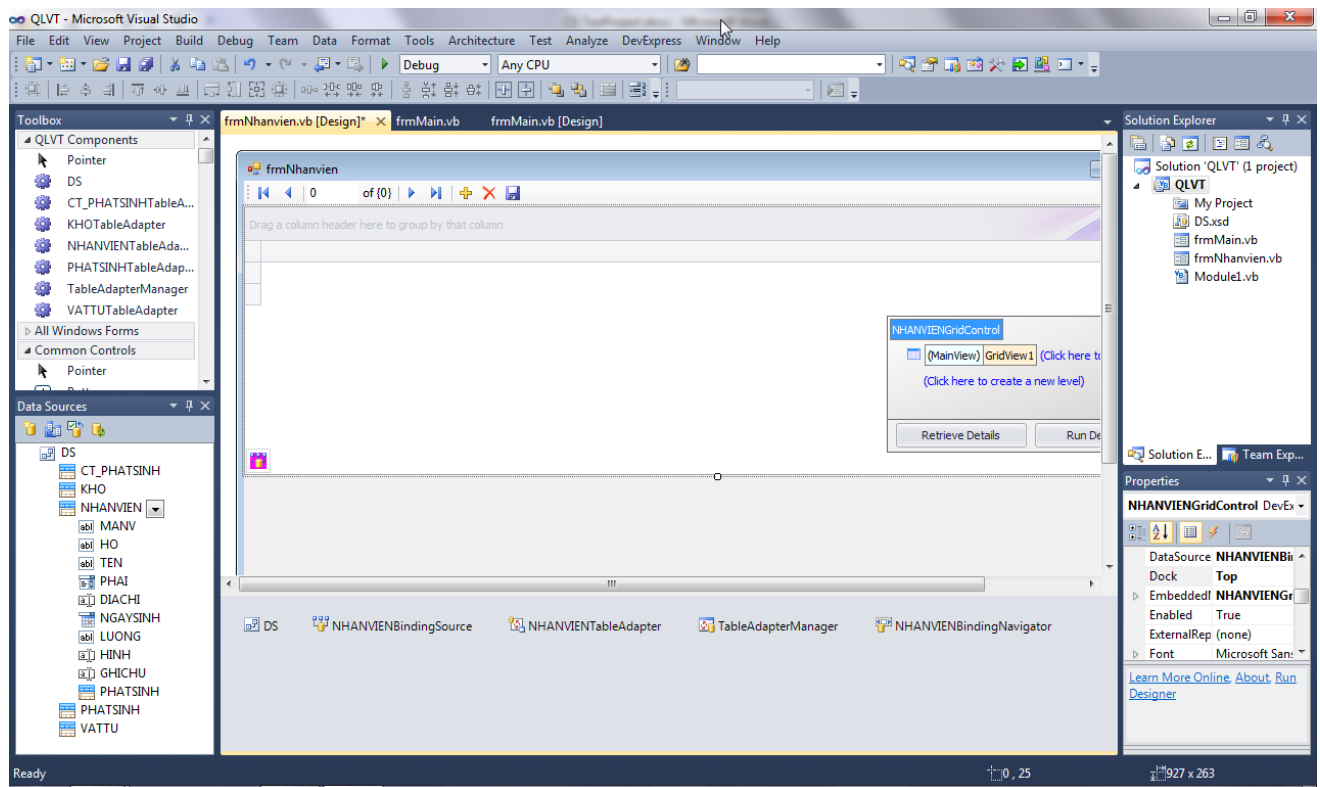 QLVT - Microsoft Visual Studio
File Edit View Project Build Debug Team Data Format Tools Architecture Test Analyze DevExpress Window Help
Debug Any CPU
Toolbox
QLVT Components
Pointer
DS
CT_PHATSINHTableA...
KHOTableAdapter
NHANVIENTableAda...
PHATSINHTableAdap...
TableAdapterManager
VATTUTableAdapter
All Windows Forms
Common Controls
Pointer
Data Sources
DS
CT_PHATSINH
KHO
NHANVIEN
MANV
HO
TEN
PHAI
DIACHI
NGAYSINH
LUONG
HINH
GHICHU
PHATSINH
PHATSINH
VATTU
frmNhanvien.vb [Design]* frmMain.vb frmMain.vb [Design]
frmNhanvien
0 of {0}
Drag a column header here to group by that column
NHANVIENGridControl
(MainView) GridView1 (Click here to
(Click here to create a new level)
Retrieve Details Run De
DS NHANVIENBindingSource NHANVIENTableAdapter TableAdapterManager NHANVIENBindingNavigator
Solution Explorer
Solution 'QLVT' (1 project)
QLVT
My Project
DS.xsd
frmMain.vb
frmNhanvien.vb
Module1.vb
Solution E... Team Exp...
Properties
NHANVIENGridControl DevEx
DataSource NHANVIENBi
Dock Top
Embedded NHANVIENGr
Enabled True
ExternalRep (none)
Font Microsoft Sans
Learn More Online, About, Run
Designer
Ready 0 , 25 927 x 263